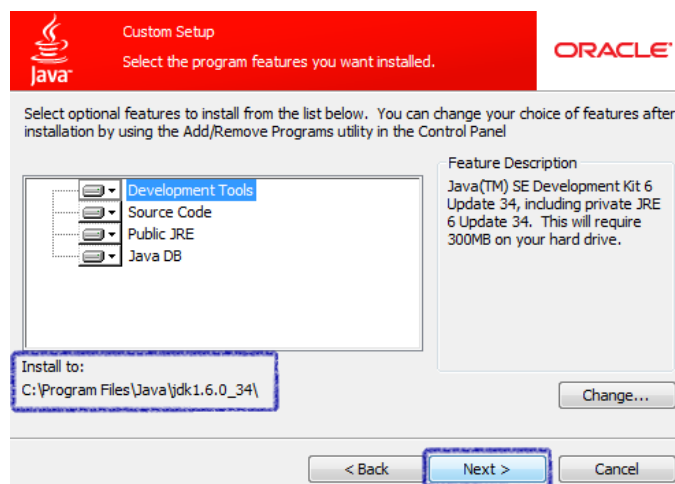 Custom Setup
Select the program features you want installed.
Java™
ORACLE®
Select optional features to install from the list below. You can change your choice of features after
installation by using the Add/Remove Programs utility in the Control Panel
Development Tools
Source Code
Public JRE
Java DB
Feature Description
Java(TM) SE Development Kit 6
Update 34, including private JRE
6 Update 34. This will require
300MB on your hard drive.
Install to:
C:\Program Files\Java\jdk1.6.0_34\
Change...
< Back
Next >
Cancel